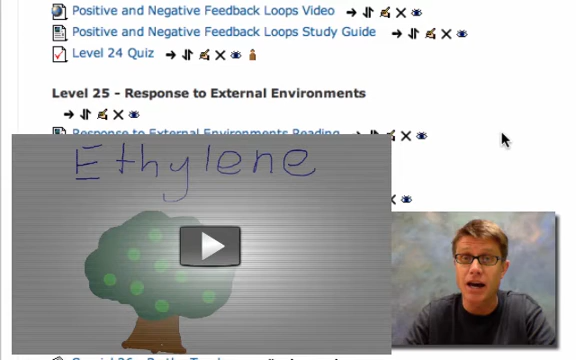 Positive and Negative Feedback Loops Video
Positive and Negative Feedback Loops Study Guide
Level 24 Quiz
Level 25 - Response to External Environments
Response to External Environments Reading
Ethylene